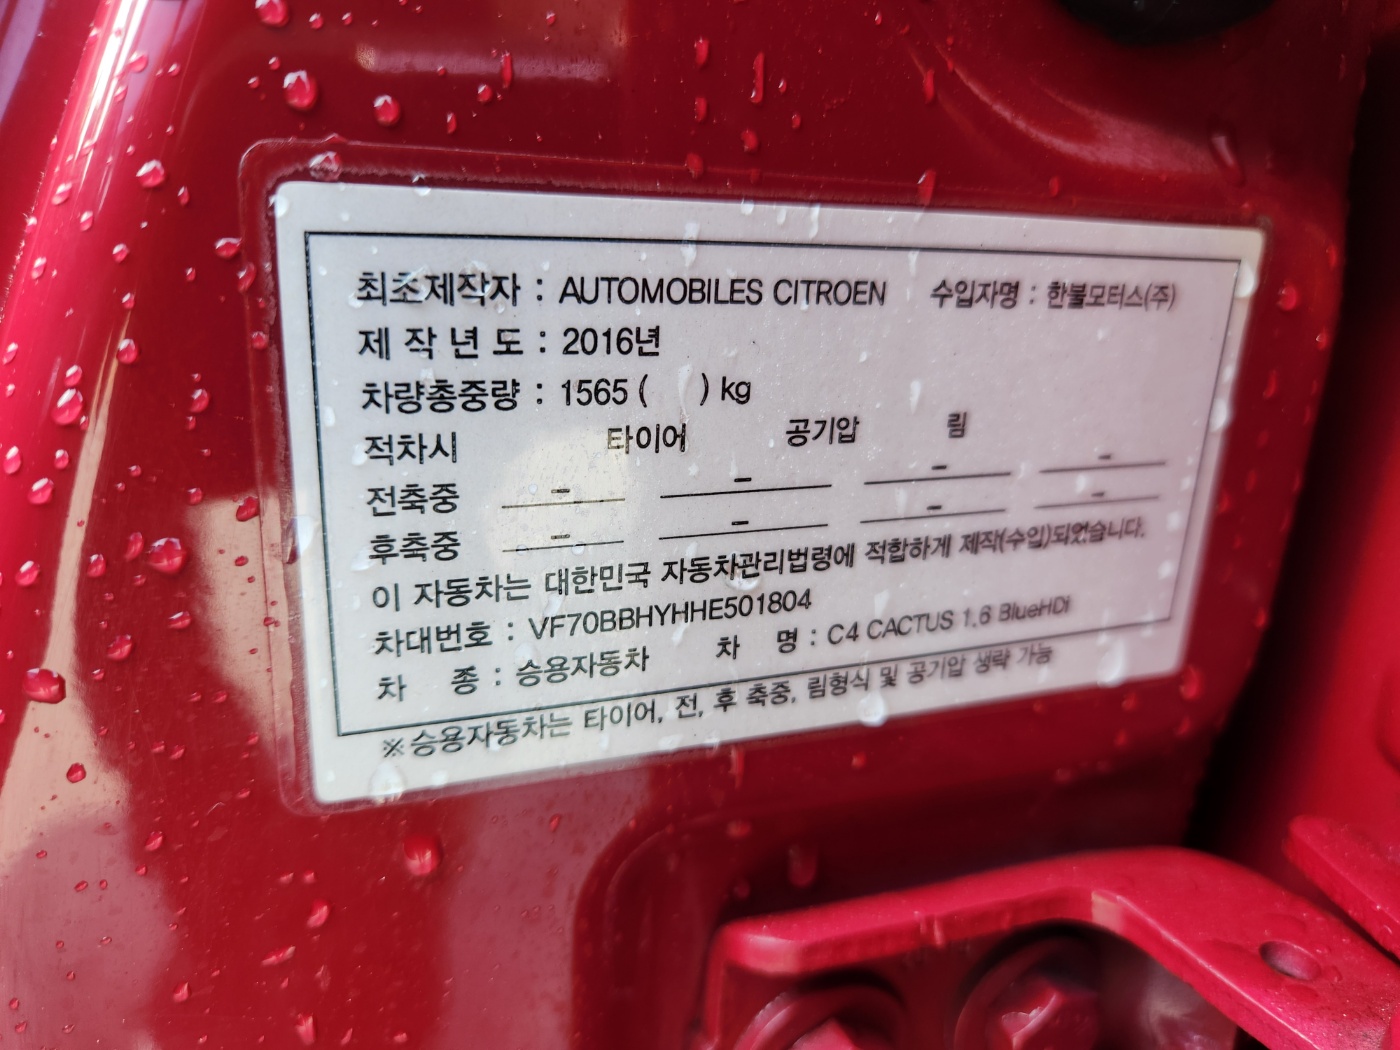 최초제작자 : AUTOMOBILES CITROEN 수입자명 : 한불모터스(주)
제 작 년 도 : 2016년
차량총중량 : 1565 ( ) kg
적차시 타이어 공기압 림
전축중 - - - -
후축중 - - - -
이 자동차는 대한민국 자동차관리법령에 적합하게 제작(수입)되었습니다.
차대번호 : VF70BBHYHHE501804
차 종 : 승용자동차 차 명 : C4 CACTUS 1.6 BlueHDi
※승용자동차는 타이어, 전, 후 축중, 림형식 및 공기압 생략 가능